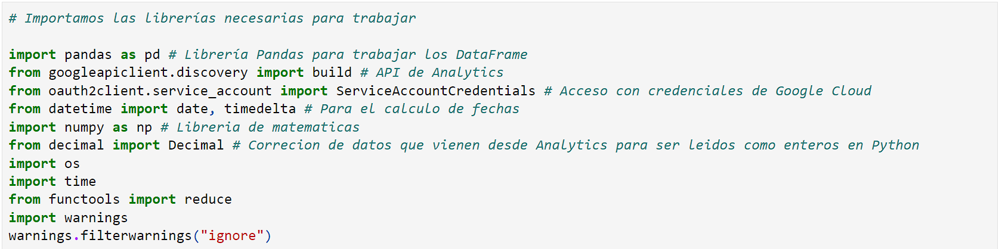 # Importamos las librerías necesarias para trabajar
import pandas as pd # Librería Pandas para trabajar los DataFrame
from googleapiclient.discovery import build # API de Analytics
from oauth2client.service_account import ServiceAccountCredentials # Acceso con credenciales de Google Cloud
from datetime import date, timedelta # Para el calculo de fechas
import numpy as np # Libreria de matematicas
from decimal import Decimal # Correcion de datos que vienen desde Analytics para ser leidos como enteros en Python
import os
import time
from functools import reduce
import warnings
warnings.filterwarnings("ignore")